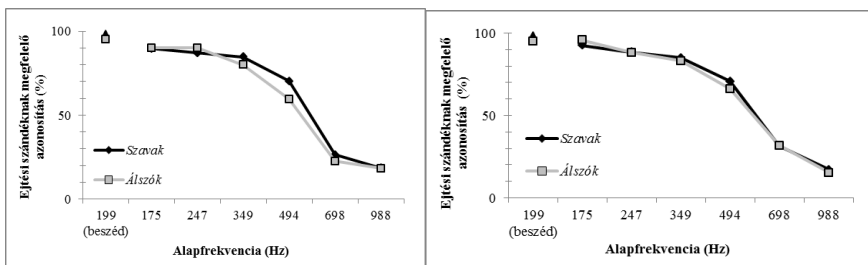 Ejtési szándéknak megfelelő
azonosítás (%)
100
50
0
Szavak
Álszók
199 175 247 349 494 698 988
(beszéd)
Alapfrekvencia (Hz)
Ejtési szándéknak megfelelő
azonosítás (%)
100
50
0
Szavak
Álszók
199 175 247 349 494 698 988
(beszéd)
Alapfrekvencia (Hz)